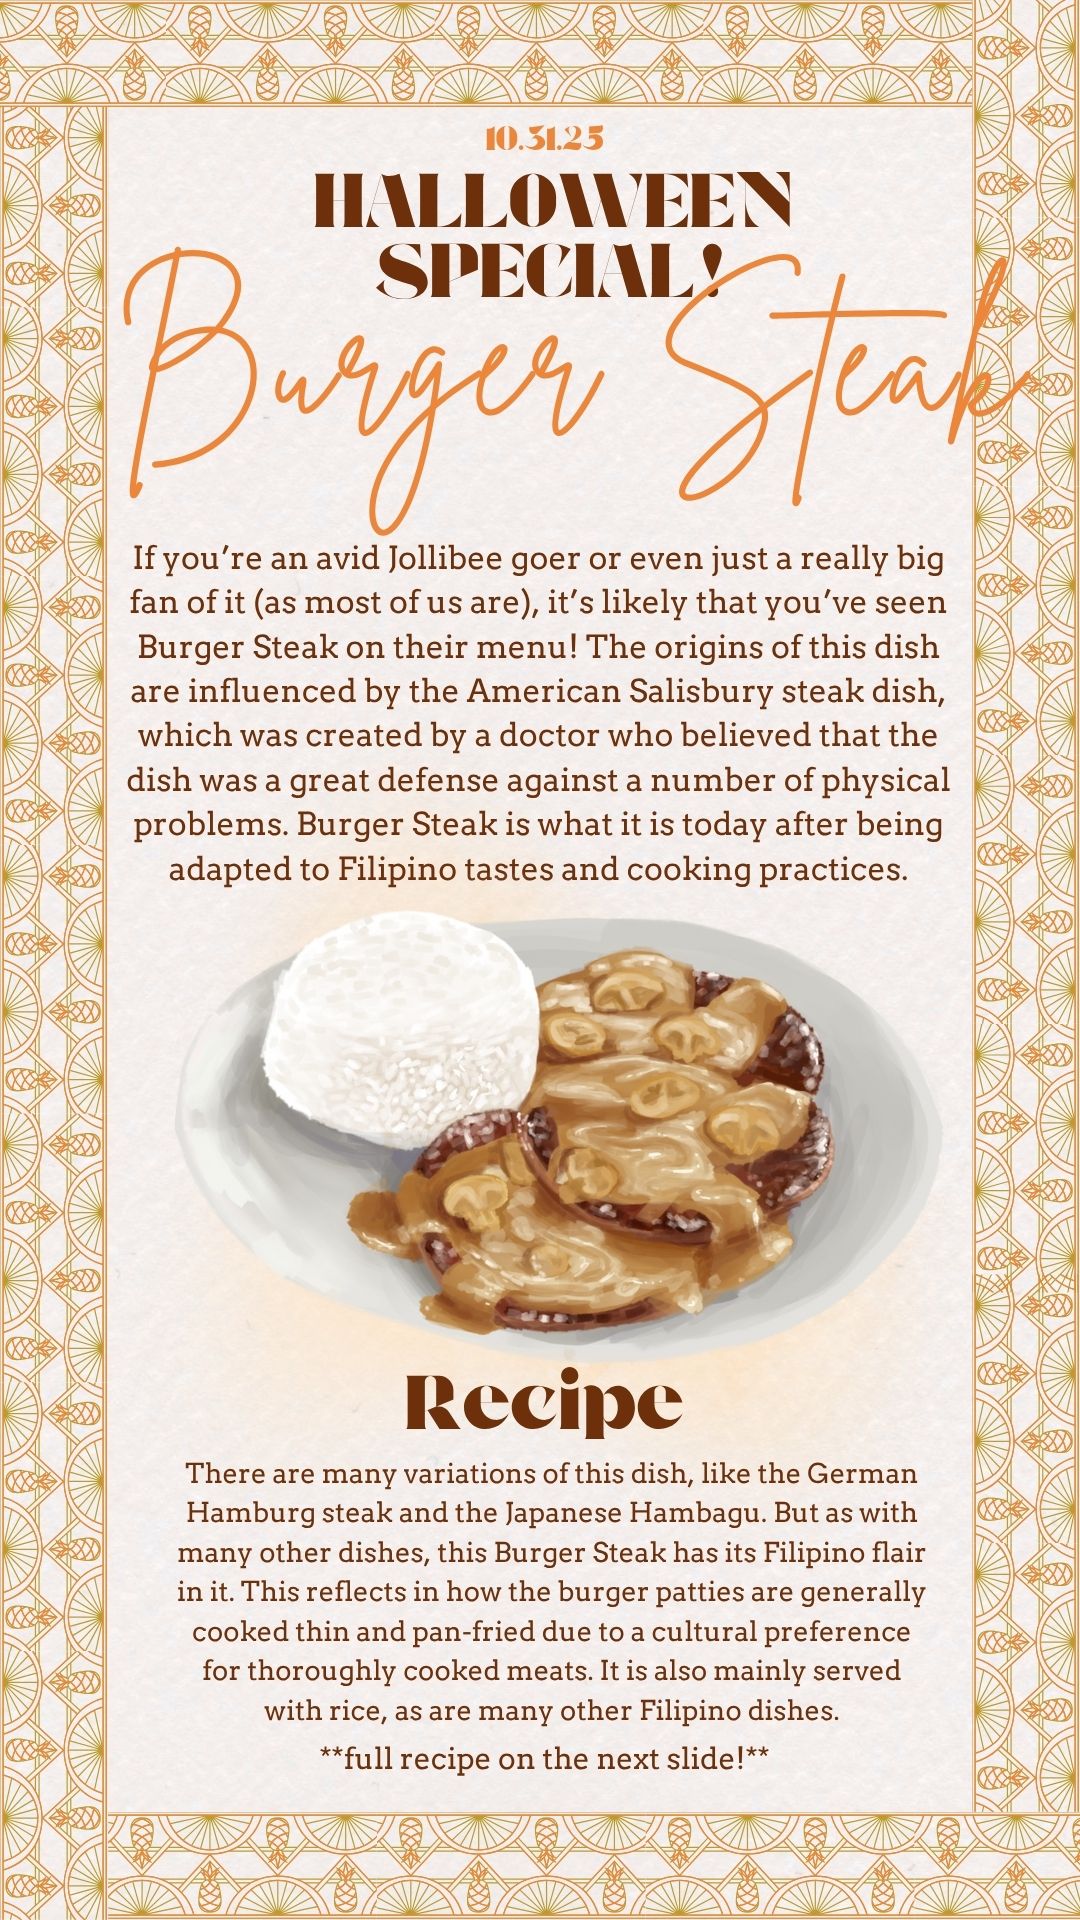 10.31.25
HALLOWEEN
SPECIAL!
Burger Steak
If you’re an avid Jollibee goer or even just a really big
fan of it (as most of us are), it’s likely that you’ve seen
Burger Steak on their menu! The origins of this dish
are influenced by the American Salisbury steak dish,
which was created by a doctor who believed that the
dish was a great defense against a number of physical
problems. Burger Steak is what it is today after being
adapted to Filipino tastes and cooking practices.
Recipe
There are many variations of this dish, like the German
Hamburg steak and the Japanese Hambagu. But as with
many other dishes, this Burger Steak has its Filipino flair
in it. This reflects in how the burger patties are generally
cooked thin and pan-fried due to a cultural preference
for thoroughly cooked meats. It is also mainly served
with rice, as are many other Filipino dishes.
**full recipe on the next slide!**